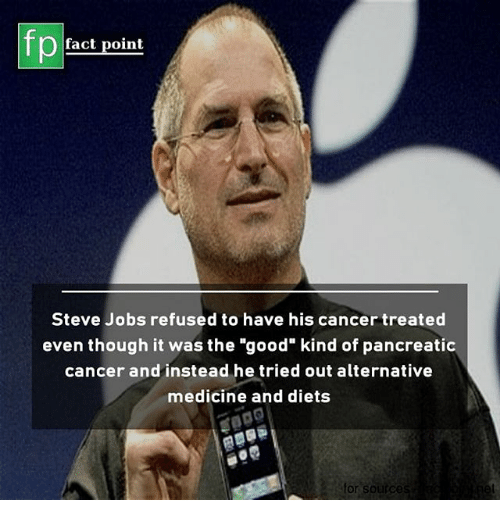 fp fact point
Steve Jobs refused to have his cancer treated
even though it was the "good" kind of pancreatic
cancer and instead he tried out alternative
medicine and diets
for sources